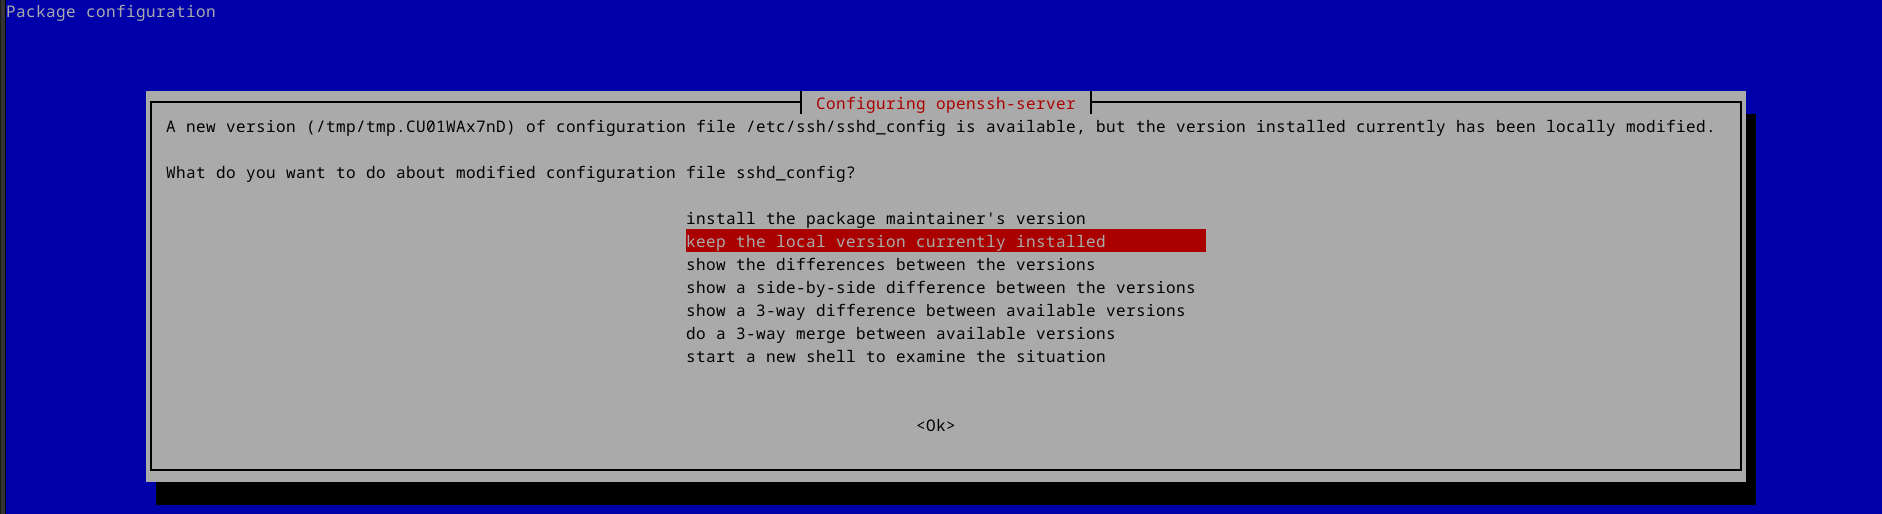 Package configuration
Configuring openssh-server
A new version (/tmp/tmp.CU01WAx7nD) of configuration file /etc/ssh/sshd_config is available, but the version installed currently has been locally modified.
What do you want to do about modified configuration file sshd_config?
install the package maintainer's version
keep the local version currently installed
show the differences between the versions
show a side-by-side difference between the versions
show a 3-way difference between available versions
do a 3-way merge between available versions
start a new shell to examine the situation
<Ok>